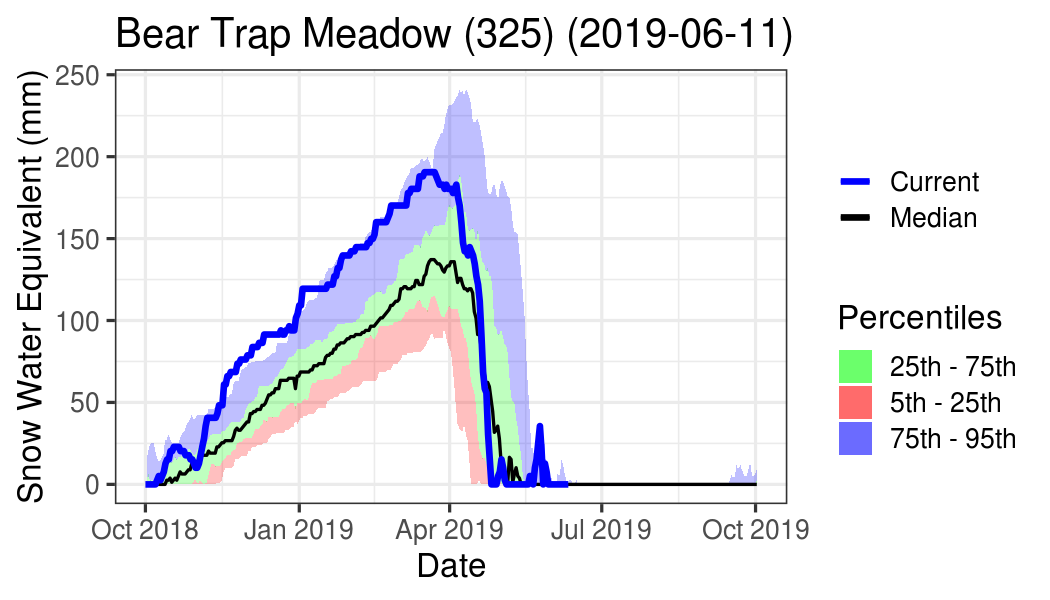 Bear Trap Meadow (325) (2019-06-11)
Snow Water Equivalent (mm)
250
200
150
100
50
0
Oct 2018
Jan 2019
Apr 2019
Jul 2019
Oct 2019
Date
Current
Median
Percentiles
25th - 75th
5th - 25th
75th - 95th